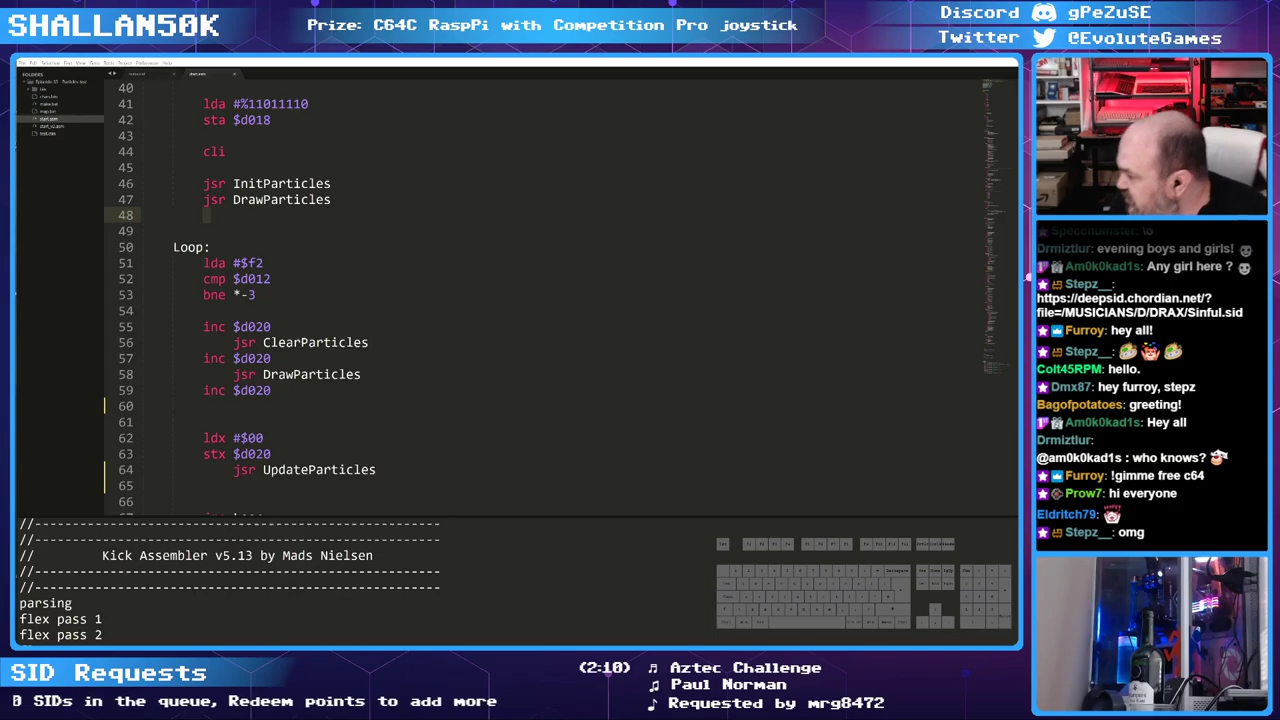 SHALLAN50K
Prize: C64C RaspPi with Competition Pro joystick
Discord gPeZuSE
Twitter @EvoluteGames
FOLDERS
40
41 lda #%11011110
42 sta $d018
43
44 cli
45
46 jsr InitParticles
47 jsr DrawParticles
48
49
50 Loop:
51 lda #$f2
52 cmp $d012
53 bne *-3
54
55 inc $d020
56 jsr ClearParticles
57 inc $d020
58 jsr DrawParticles
59 inc $d020
60
61
62 ldx #$00
63 stx $d020
64 jsr UpdateParticles
65
66
//------------------------------------------------------
//------------------------------------------------------
// Kick Assembler v5.13 by Mads Nielsen
//------------------------------------------------------
//------------------------------------------------------
parsing
flex pass 1
flex pass 2
Specchumster: \o
Drmiztlur: evening boys and girls!
Am0k0kad1s: Any girl here ?
Stepz__:
https://deepsid.chordian.net/?
file=/MUSICIANS/D/DRAX/Sinful.sid
Furroy: hey all!
Stepz__:
Colt45RPM: hello.
Dmx87: hey furroy, stepz
Bagofpotatoes: greeting!
Am0k0kad1s: Hey all
Drmiztlur:
@am0k0kad1s : who knows?
Furroy: !gimme free c64
Prow7: hi everyone
Eldritch79:
Stepz__: omg
SID Requests
0 SIDs in the queue, Redeem points to add more
(2:10) ♫ Aztec Challenge
♫ Paul Norman
♪ Requested by mrg8472